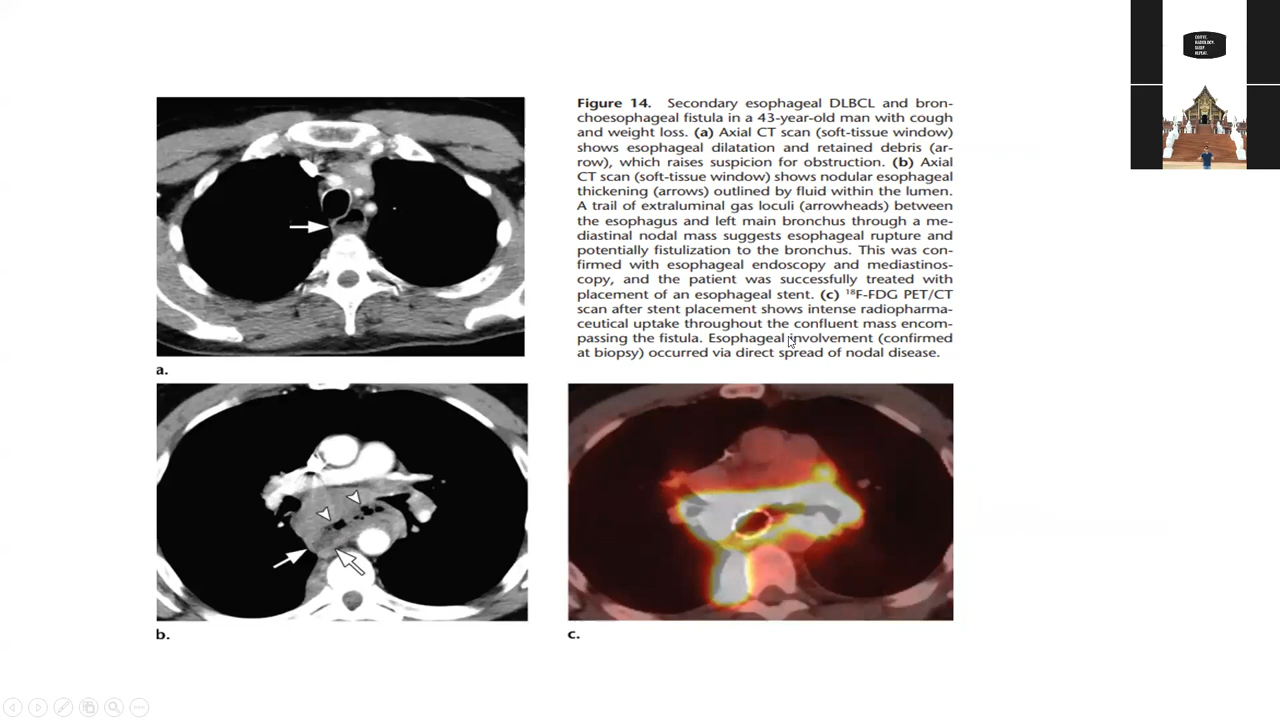 COFFEE.
RADIOLOGY.
SLEEP.
REPEAT.
Figure 14. Secondary esophageal DLBCL and bron-
choesophageal fistula in a 43-year-old man with cough
and weight loss. (a) Axial CT scan (soft-tissue window)
shows esophageal dilatation and retained debris (ar-
row), which raises suspicion for obstruction. (b) Axial
CT scan (soft-tissue window) shows nodular esophageal
thickening (arrows) outlined by fluid within the lumen.
A trail of extraluminal gas loculi (arrowheads) between
the esophagus and left main bronchus through a me-
diastinal nodal mass suggests esophageal rupture and
potentially fistulization to the bronchus. This was con-
firmed with esophageal endoscopy and mediastinos-
copy, and the patient was successfully treated with
placement of an esophageal stent. (c) ¹⁸F-FDG PET/CT
scan after stent placement shows intense radiopharma-
ceutical uptake throughout the confluent mass encom-
passing the fistula. Esophageal involvement (confirmed
at biopsy) occurred via direct spread of nodal disease.
a.
b.
c.